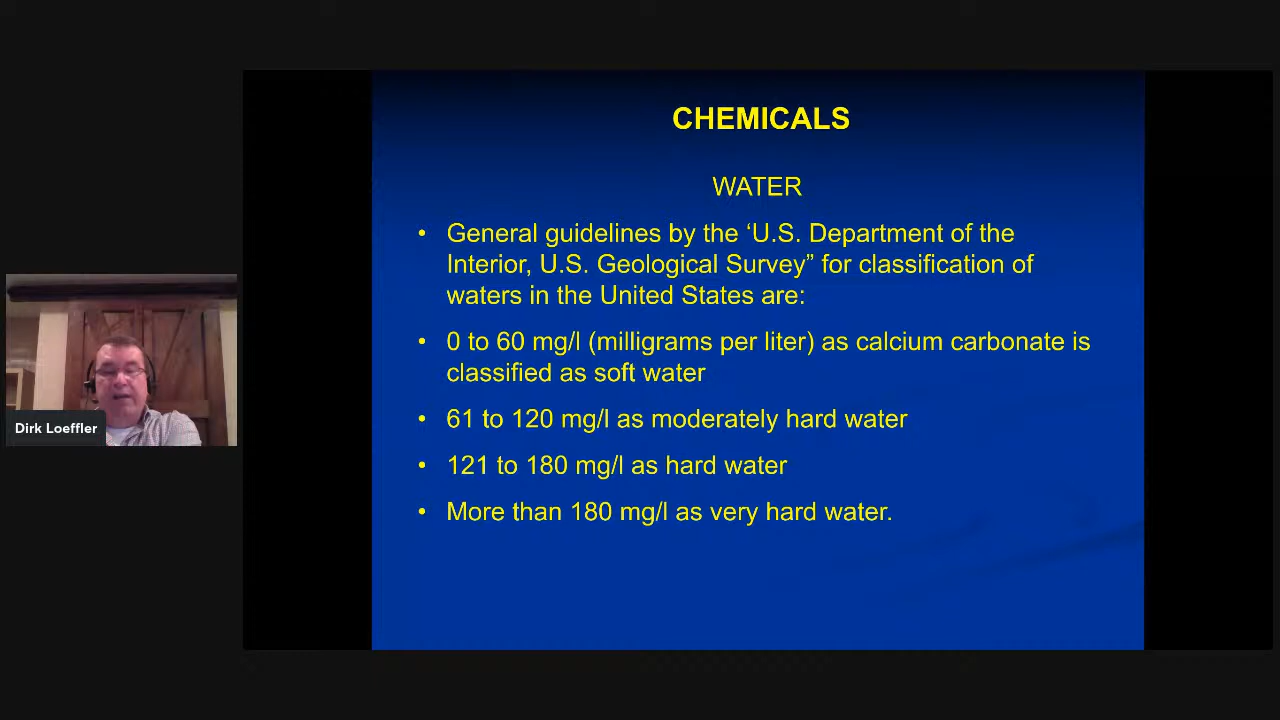 CHEMICALS
WATER
• General guidelines by the ‘U.S. Department of the
Interior, U.S. Geological Survey” for classification of
waters in the United States are:
• 0 to 60 mg/l (milligrams per liter) as calcium carbonate is
classified as soft water
• 61 to 120 mg/l as moderately hard water
• 121 to 180 mg/l as hard water
• More than 180 mg/l as very hard water.
Dirk Loeffler